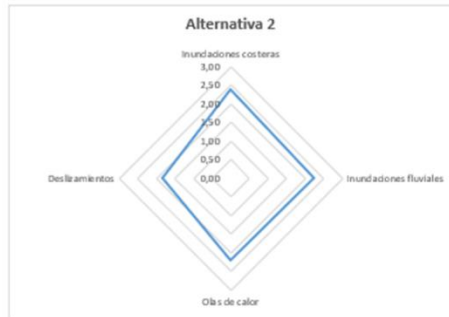 Alternativa 2
Inundaciones costeras
3,00
2,50
2,00
1,50
1,00
0,50
0,00
Deslizamientos
Inundaciones fluviales
Olas de calor